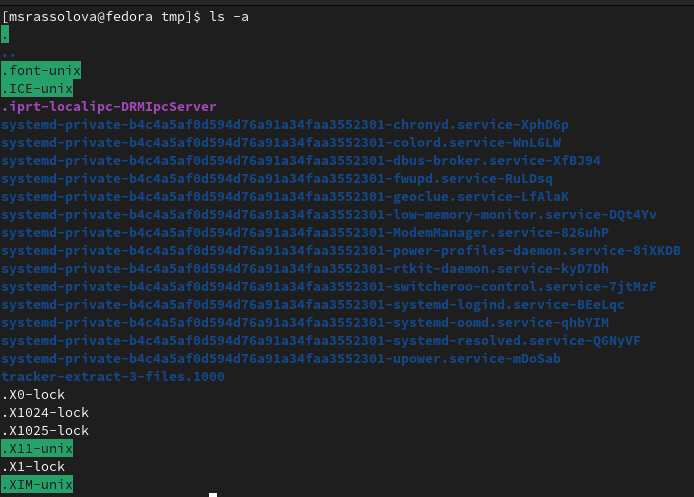 [msrassolova@fedora tmp]$ ls -a
.
..
.font-unix
.ICE-unix
.iprt-localipc-DRMIpcServer
systemd-private-b4c4a5af0d594d76a91a34faa3552301-chronyd.service-XphD6p
systemd-private-b4c4a5af0d594d76a91a34faa3552301-colord.service-WnL6LW
systemd-private-b4c4a5af0d594d76a91a34faa3552301-dbus-broker.service-XfBJ94
systemd-private-b4c4a5af0d594d76a91a34faa3552301-fwupd.service-RuLDsq
systemd-private-b4c4a5af0d594d76a91a34faa3552301-geoclue.service-LfAlaK
systemd-private-b4c4a5af0d594d76a91a34faa3552301-low-memory-monitor.service-DQt4Yv
systemd-private-b4c4a5af0d594d76a91a34faa3552301-ModemManager.service-826uhP
systemd-private-b4c4a5af0d594d76a91a34faa3552301-power-profiles-daemon.service-8iXKDB
systemd-private-b4c4a5af0d594d76a91a34faa3552301-rtkit-daemon.service-kyD7Dh
systemd-private-b4c4a5af0d594d76a91a34faa3552301-switcheroo-control.service-7jtMzF
systemd-private-b4c4a5af0d594d76a91a34faa3552301-systemd-logind.service-BEeLqc
systemd-private-b4c4a5af0d594d76a91a34faa3552301-systemd-oomd.service-qhbYIM
systemd-private-b4c4a5af0d594d76a91a34faa3552301-systemd-resolved.service-Q6NyVF
systemd-private-b4c4a5af0d594d76a91a34faa3552301-upower.service-mDoSab
tracker-extract-3-files.1000
.X0-lock
.X1024-lock
.X1025-lock
.X11-unix
.X1-lock
.XIM-unix